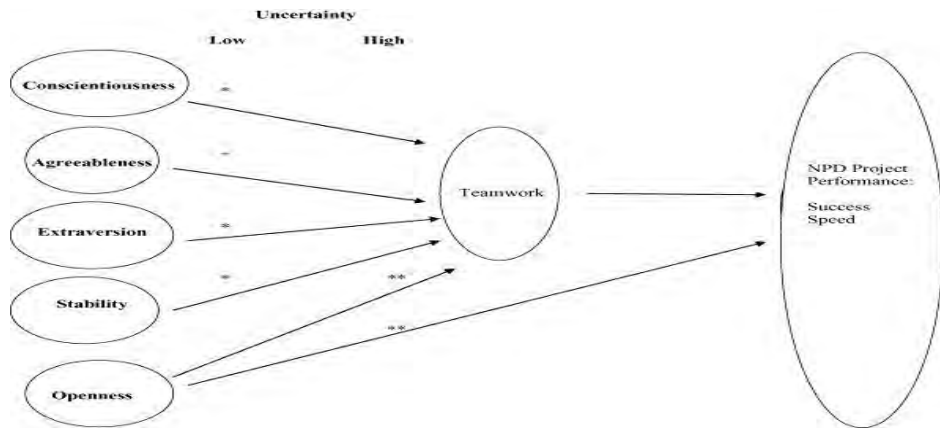 Uncertainty
Low High
Conscientiousness
*
Agreeableness
*
Extraversion
*
Stability
*
**
Openness
**
Teamwork
NPD Project
Performance:
Success
Speed